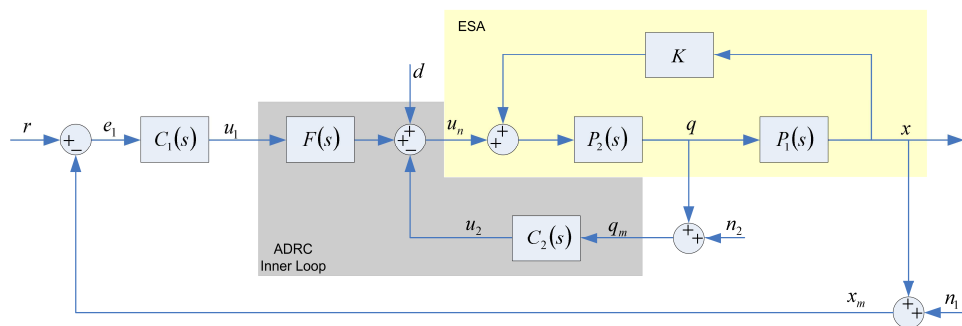 ESA
K
d
r
e₁
C₁(s)
u₁
F(s)
+
−
+
−
uₙ
+
+
P₂(s)
q
P₁(s)
x
u₂
C₂(s)
qₘ
+
+
n₂
ADRC
Inner Loop
xₘ
+
+
n₁